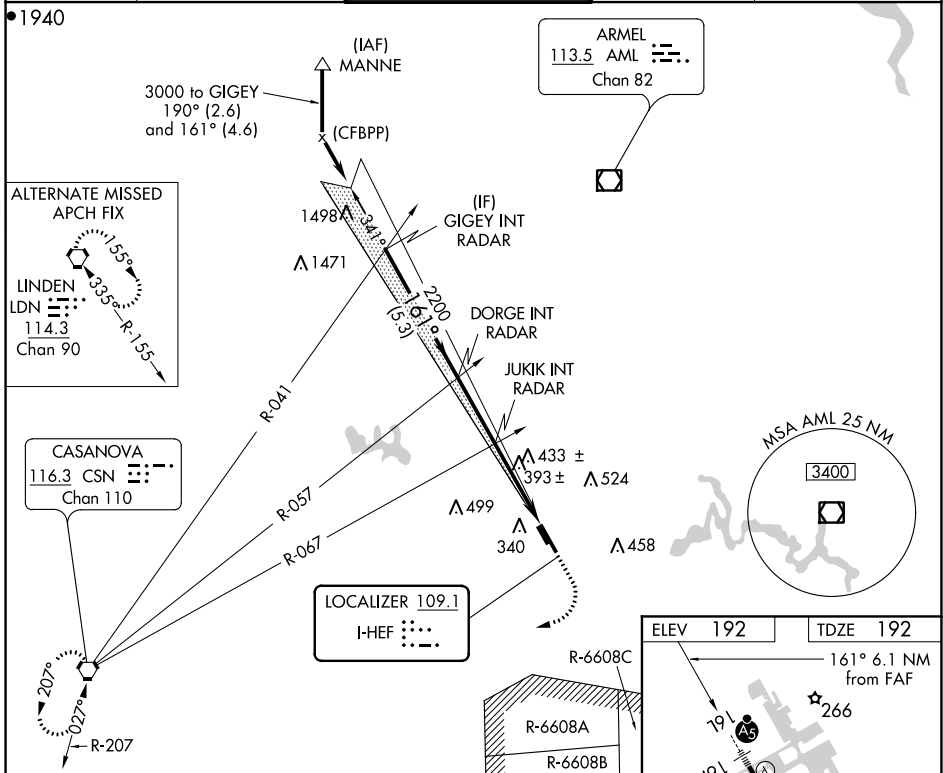 1940
(IAF)
MANNE
3000 to GIGEY
190° (2.6)
and 161° (4.6)
(CFBPP)
ARMEL
113.5 AML
Chan 82
ALTERNATE MISSED
APCH FIX
155°
LINDEN
LDN
114.3
Chan 90
335°
R-155
1498
341°
1471
(IF)
GIGEY INT
RADAR
2200
161°
(5.3)
DORGE INT
RADAR
JUKIK INT
RADAR
R-041
R-057
R-067
CASANOVA
116.3 CSN
Chan 110
433 ±
393 ±
524
499
340
458
MSA AML 25 NM
3400
LOCALIZER 109.1
I-HEF
207°
027°
R-207
R-6608C
R-6608A
R-6608B
ELEV 192
TDZE 192
161° 6.1 NM
from FAF
266
161
A5